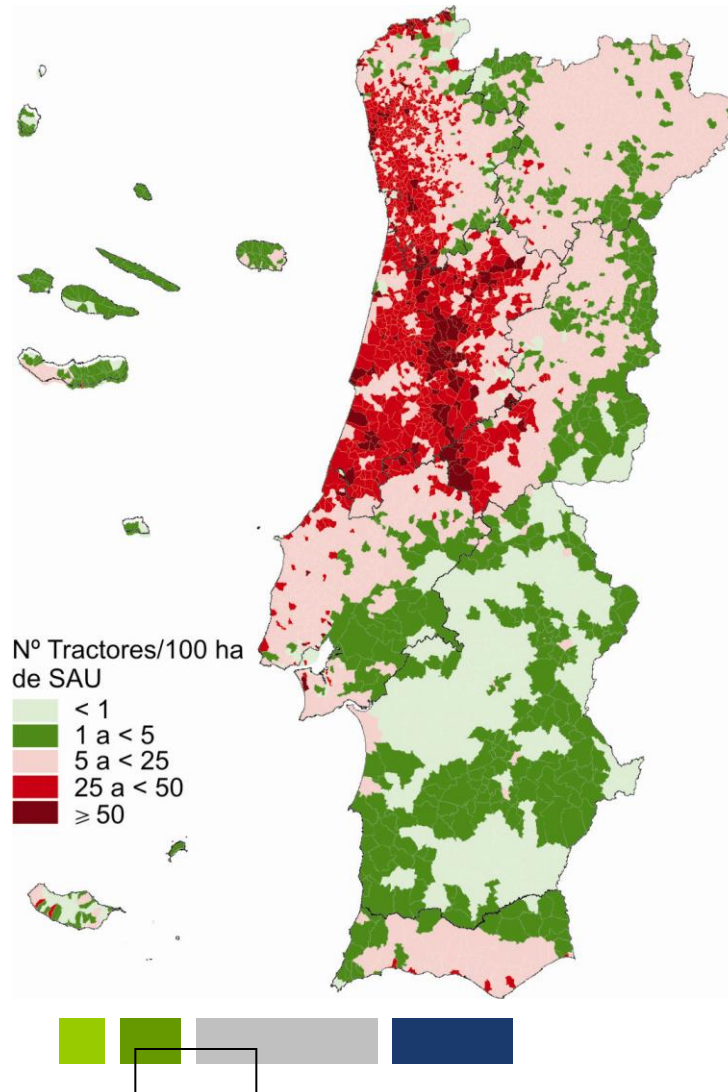 Nº Tractores/100 ha
de SAU
< 1
1 a < 5
5 a < 25
25 a < 50
⩾ 50